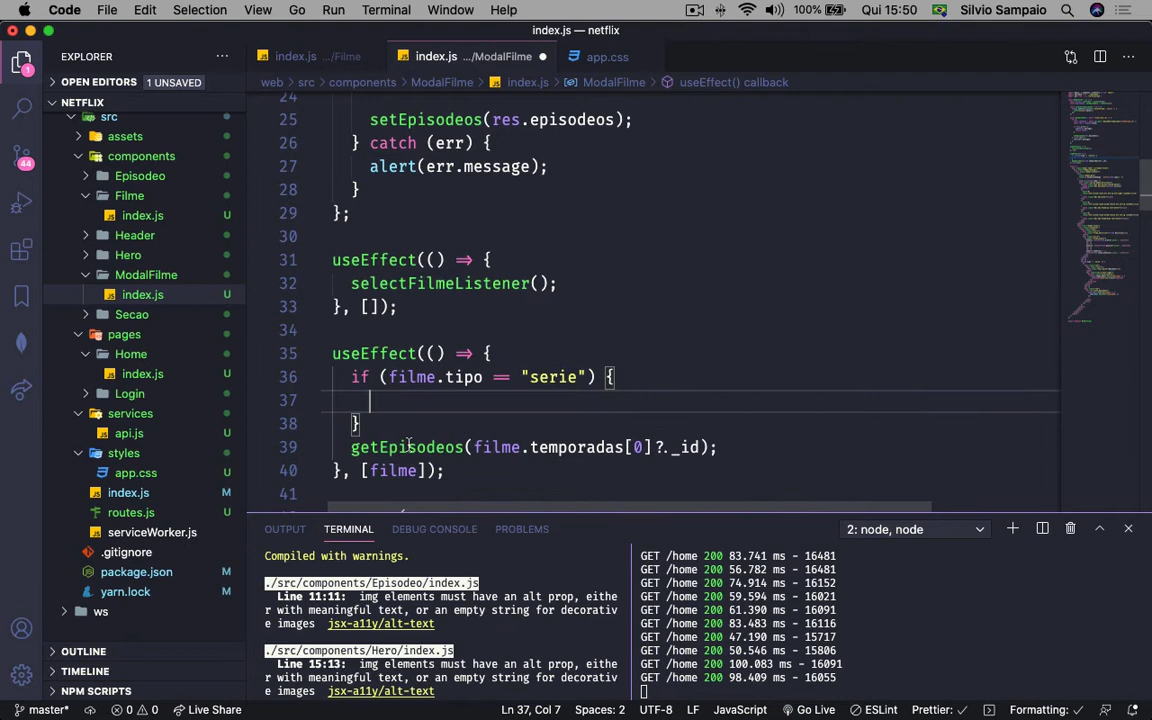 Code File Edit Selection View Go Run Terminal Window Help 100% Qui 15:50 Silvio Sampaio
index.js — netflix
EXPLORER
index.js .../Filme
index.js .../ModalFilme
app.css
OPEN EDITORS 1 UNSAVED
web > src > components > ModalFilme > index.js > ModalFilme > useEffect() callback
NETFLIX
src
assets
components
Episodeo
Filme
index.js U
Header
Hero
ModalFilme
index.js U
Secao
pages
Home
index.js U
Login
services
api.js U
styles
app.css U
index.js M
routes.js U
serviceWorker.js
.gitignore
package.json M
yarn.lock M
ws
OUTLINE
TIMELINE
NPM SCRIPTS
1
44
24
25 setEpisodeos(res.episodeos);
26 } catch (err) {
27 alert(err.message);
28 }
29 };
30
31 useEffect(() => {
32 selectFilmeListener();
33 }, []);
34
35 useEffect(() => {
36 if (filme.tipo == "serie") {
37
38 }
39 getEpisodeos(filme.temporadas[0]?._id);
40 }, [filme]);
41
OUTPUT TERMINAL DEBUG CONSOLE PROBLEMS 2: node, node
Compiled with warnings.
./src/components/Episodeo/index.js
Line 11:11: img elements must have an alt prop, eithe
r with meaningful text, or an empty string for decorativ
e images jsx-a11y/alt-text
./src/components/Hero/index.js
Line 15:13: img elements must have an alt prop, eithe
r with meaningful text, or an empty string for decorativ
e images jsx-a11y/alt-text
GET /home 200 83.741 ms - 16481
GET /home 200 56.782 ms - 16481
GET /home 200 74.914 ms - 16152
GET /home 200 59.594 ms - 16021
GET /home 200 61.390 ms - 16091
GET /home 200 83.483 ms - 16116
GET /home 200 47.190 ms - 15717
GET /home 200 50.546 ms - 15806
GET /home 200 100.083 ms - 16091
GET /home 200 98.409 ms - 16055
master* 0 0 Live Share Ln 37, Col 7 Spaces: 2 UTF-8 LF JavaScript Go Live ESLint Prettier: ✓ Formatting: ✓